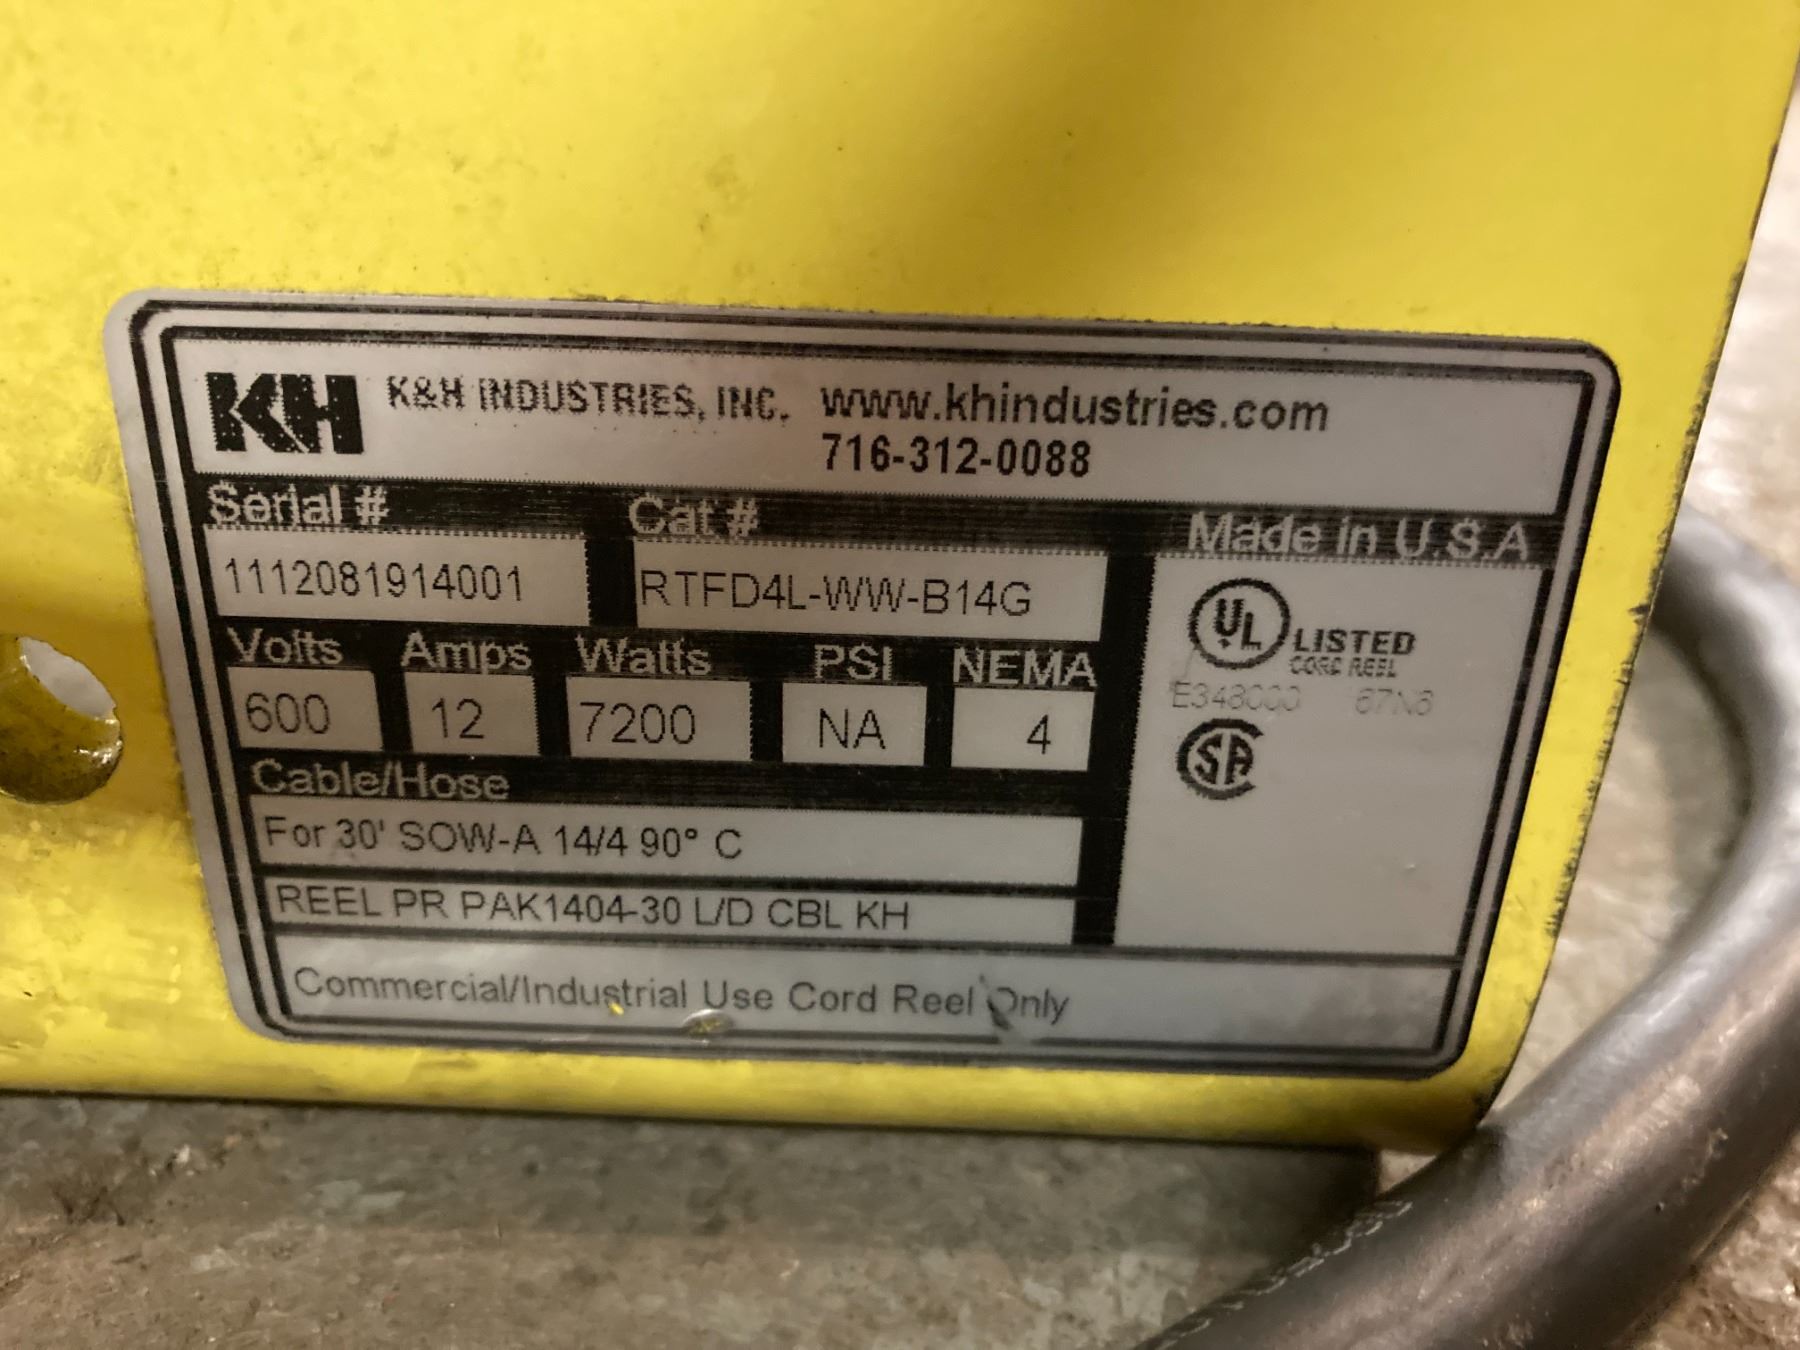 KH K&H INDUSTRIES, INC. www.khindustries.com
716-312-0088
Serial # Cat # Made in U.S.A
1112081914001 RTFD4L-WW-B14G
UL LISTED
CORD REEL
Volts Amps Watts PSI NEMA
600 12 7200 NA 4
SA
Cable/Hose
For 30' SOW-A 14/4 90° C
REEL PR PAK1404-30 L/D CBL KH
Commercial/Industrial Use Cord Reel Only